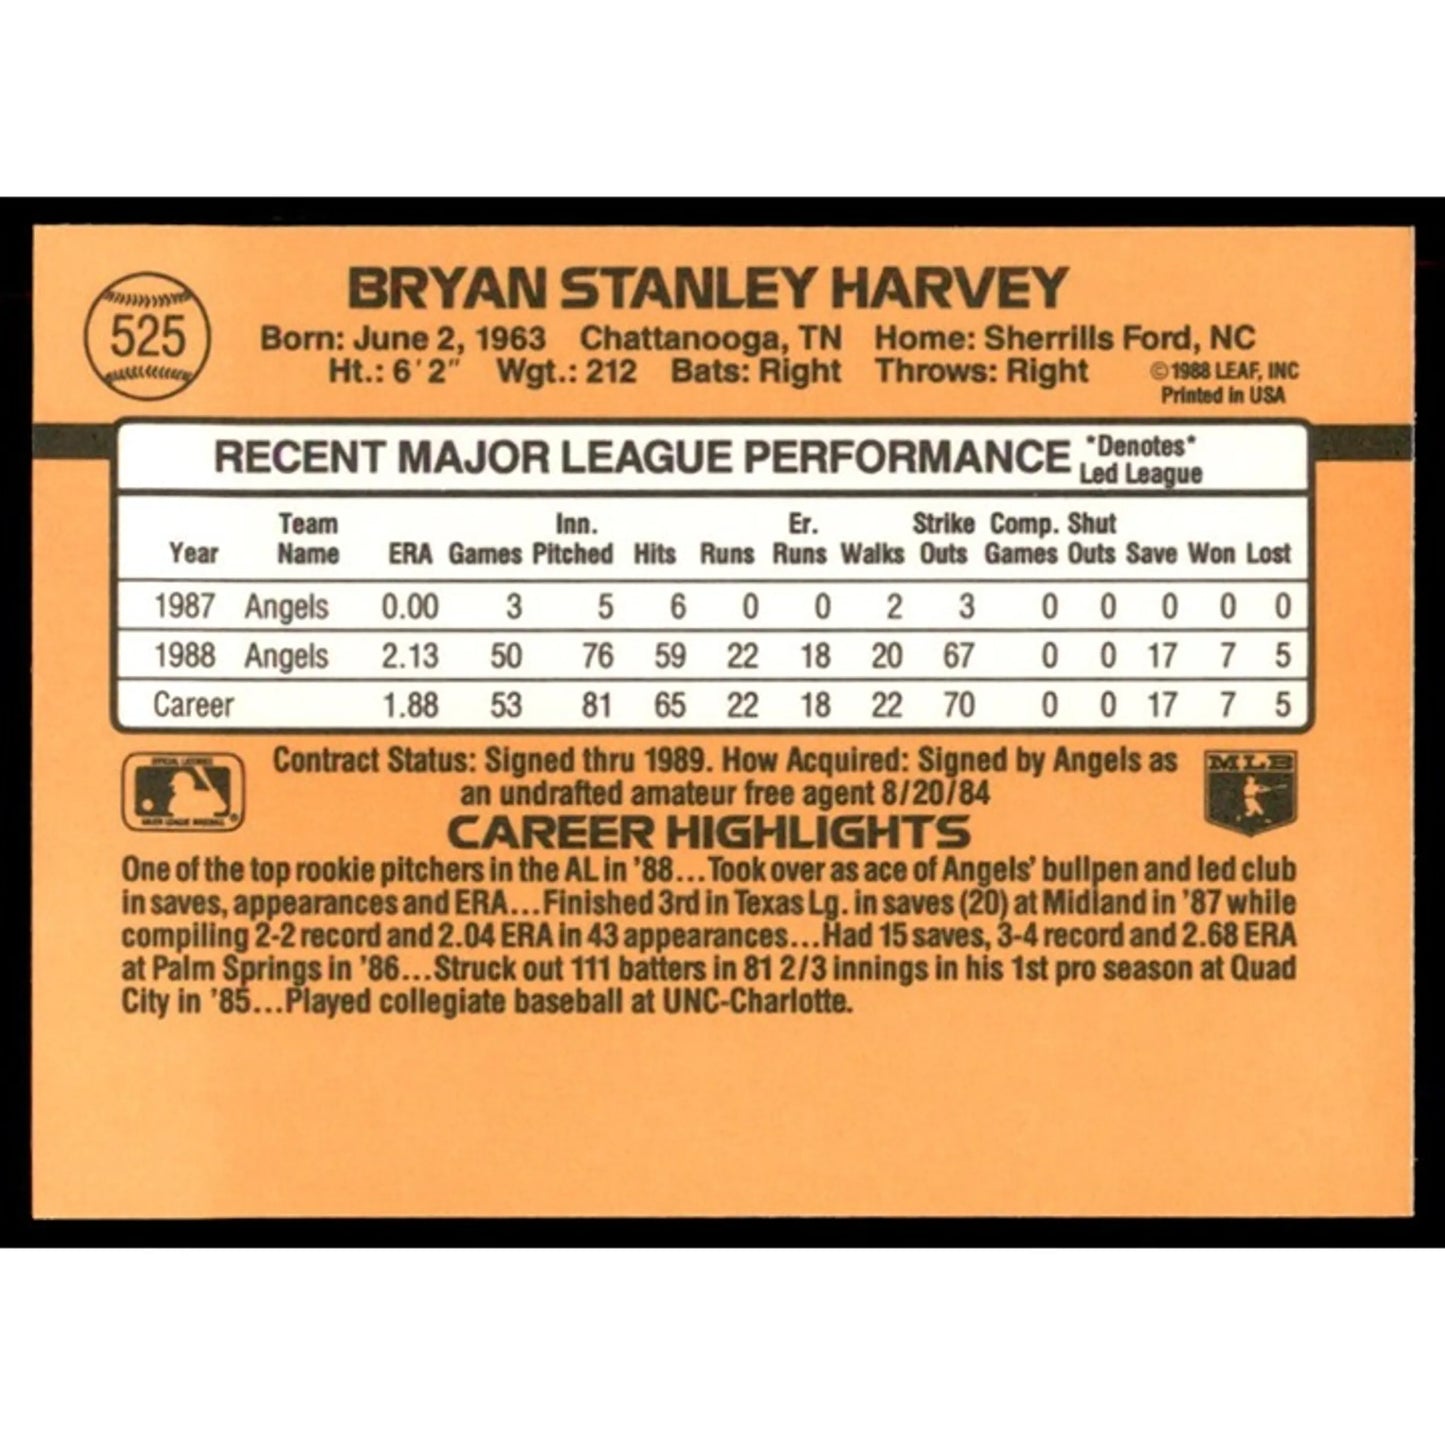 525
BRYAN STANLEY HARVEY
Born: June 2, 1963 Chattanooga, TN Home: Sherrills Ford, NC
Ht.: 6'2" Wgt.: 212 Bats: Right Throws: Right ©1988 LEAF, INC
Printed in USA
RECENT MAJOR LEAGUE PERFORMANCE *Denotes*
Led League
Team Inn. Er. Strike Comp. Shut
Year Name ERA Games Pitched Hits Runs Runs Walks Outs Games Outs Save Won Lost
1987 Angels 0.00 3 5 6 0 0 2 3 0 0 0 0 0
1988 Angels 2.13 50 76 59 22 18 20 67 0 0 17 7 5
Career 1.88 53 81 65 22 18 22 70 0 0 17 7 5
Contract Status: Signed thru 1989. How Acquired: Signed by Angels as
an undrafted amateur free agent 8/20/84
MLB
CAREER HIGHLIGHTS
One of the top rookie pitchers in the AL in '88...Took over as ace of Angels' bullpen and led club
in saves, appearances and ERA...Finished 3rd in Texas Lg. in saves (20) at Midland in '87 while
compiling 2-2 record and 2.04 ERA in 43 appearances...Had 15 saves, 3-4 record and 2.68 ERA
at Palm Springs in '86...Struck out 111 batters in 81 2/3 innings in his 1st pro season at Quad
City in '85...Played collegiate baseball at UNC-Charlotte.